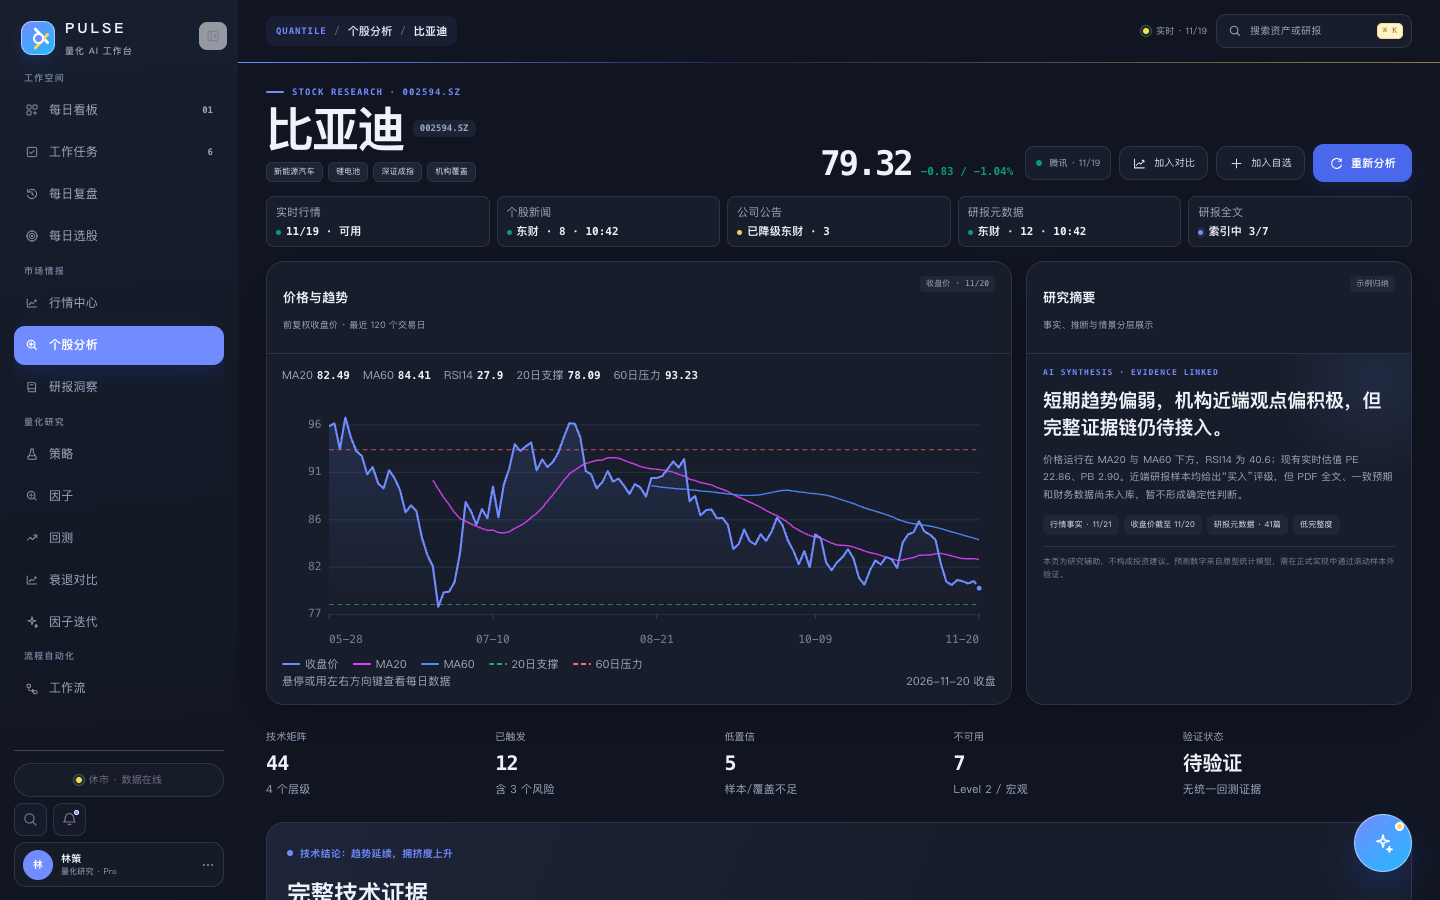 PULSE
量化 AI 工作台
工作空间
每日看板 01
工作任务 6
每日复盘
每日选股
市场情报
行情中心
个股分析
研报洞察
量化研究
策略
因子
回测
衰退对比
因子迭代
流程自动化
工作流
休市 · 数据在线
林
林策
量化研究 · Pro
QUANTILE / 个股分析 / 比亚迪
实时 · 11/19
搜索资产或研报
⌘ K
STOCK RESEARCH · 002594.SZ
比亚迪 002594.SZ
新能源汽车 锂电池 深证成指 机构覆盖
79.32 -0.83 / -1.04%
腾讯 · 11/19
加入对比
加入自选
重新分析
实时行情
11/19 · 可用
个股新闻
东财 · 8 · 10:42
公司公告
已降级东财 · 3
研报元数据
东财 · 12 · 10:42
研报全文
索引中 3/7
价格与趋势
收盘价 · 11/20
前复权收盘价 · 最近 120 个交易日
MA20 82.49 MA60 84.41 RSI14 27.9 20日支撑 78.09 60日压力 93.23
96
91
86
82
77
05-28 07-10 08-21 10-09 11-20
收盘价 MA20 MA60 20日支撑 60日压力
悬停或用左右方向键查看每日数据
2026-11-20 收盘
研究摘要
示例归纳
事实、推断与情景分层展示
AI SYNTHESIS · EVIDENCE LINKED
短期趋势偏弱，机构近端观点偏积极，但
完整证据链仍待接入。
价格运行在 MA20 与 MA60 下方，RSI14 为 40.6；现有实时估值 PE
22.86、PB 2.90。近端研报样本均给出“买入”评级，但 PDF 全文、一致预期
和财务数据尚未入库，暂不形成确定性判断。
行情事实 · 11/21 收盘价截至 11/20 研报元数据 · 41篇 低完整度
本页为研究辅助，不构成投资建议。预测数字来自原型统计模型，需在正式实现中通过滚动样本外
验证。
技术矩阵
44
4 个层级
已触发
12
含 3 个风险
低置信
5
样本/覆盖不足
不可用
7
Level 2 / 宏观
验证状态
待验证
无统一回测证据
技术结论：趋势延续，拥挤度上升
完整技术证据